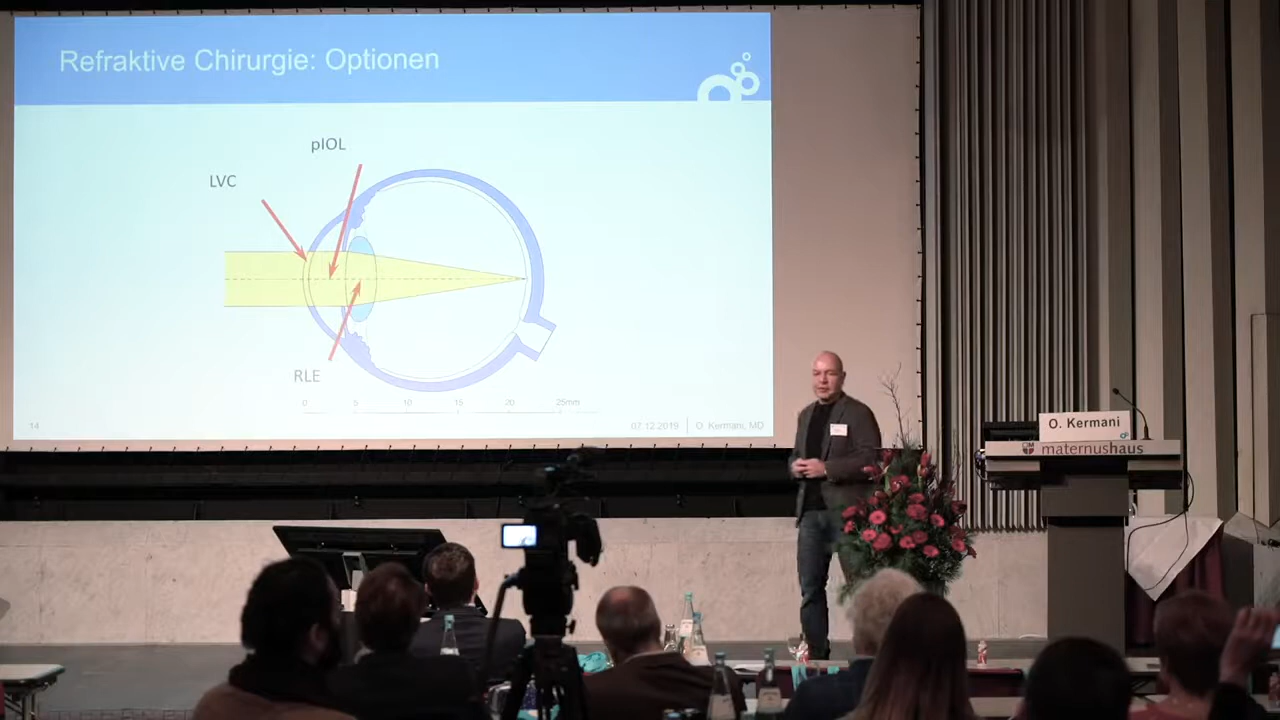 Refraktive Chirurgie: Optionen
pIOL
LVC
RLE
0 5 10 15 20 25mm
14
07.12.2019 | O. Kermani, MD
O. Kermani
maternushaus